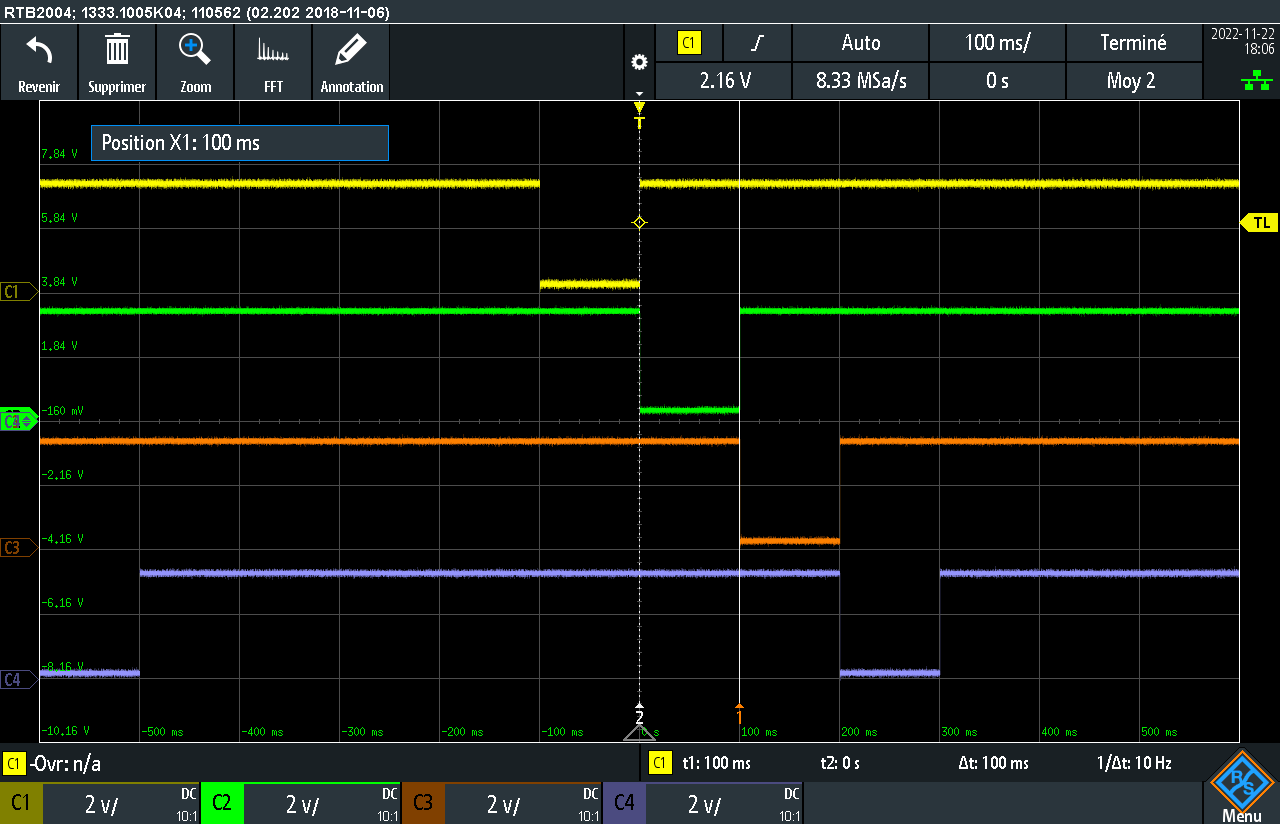 RTB2004; 1333.1005K04; 110562 (02.202 2018-11-06)
Revenir
Supprimer
Zoom
FFT
Annotation
C1
Auto
100 ms/
Terminé
2022-11-22
18:06
2.16 V
8.33 MSa/s
0 s
Moy 2
T
Position X1: 100 ms
7.84 V
5.84 V
TL
3.84 V
C1
1.84 V
-160 mV
-2.16 V
-4.16 V
C3
-6.16 V
-8.16 V
C4
2
1
-10.16 V
-500 ms
-400 ms
-300 ms
-200 ms
-100 ms
0 s
100 ms
200 ms
300 ms
400 ms
500 ms
C1 -Ovr: n/a
C1 t1: 100 ms t2: 0 s Δt: 100 ms 1/Δt: 10 Hz
C1 2 V/ DC 10:1
C2 2 V/ DC 10:1
C3 2 V/ DC 10:1
C4 2 V/ DC 10:1
R&S
Menu